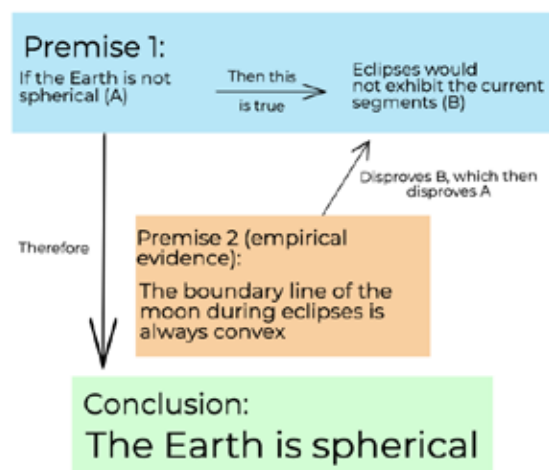 Premise 1:
If the Earth is not
spherical (A)
Then this
is true
Eclipses would
not exhibit the current
segments (B)
Disproves B, which then
disproves A
Therefore
Premise 2 (empirical
evidence):
The boundary line of the
moon during eclipses is
always convex
Conclusion:
The Earth is spherical